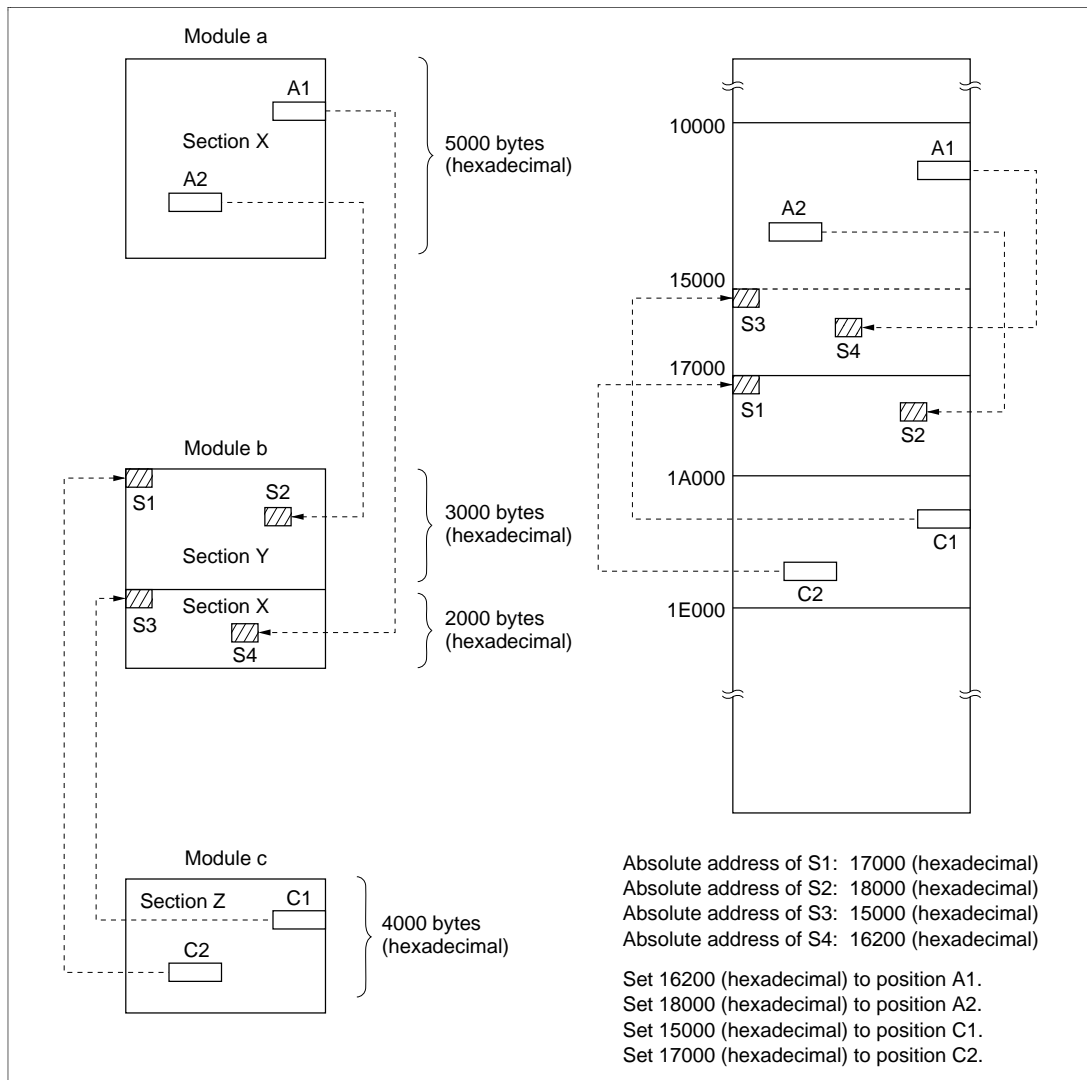 Module a
A1
Section X
A2
5000 bytes
(hexadecimal)
Module b
S1
S2
Section Y
3000 bytes
(hexadecimal)
Section X
S3
S4
2000 bytes
(hexadecimal)
Module c
Section Z
C1
C2
4000 bytes
(hexadecimal)
10000
A1
A2
15000
S3
S4
17000
S1
S2
1A000
C1
C2
1E000
Absolute address of S1: 17000 (hexadecimal)
Absolute address of S2: 18000 (hexadecimal)
Absolute address of S3: 15000 (hexadecimal)
Absolute address of S4: 16200 (hexadecimal)
Set 16200 (hexadecimal) to position A1.
Set 18000 (hexadecimal) to position A2.
Set 15000 (hexadecimal) to position C1.
Set 17000 (hexadecimal) to position C2.